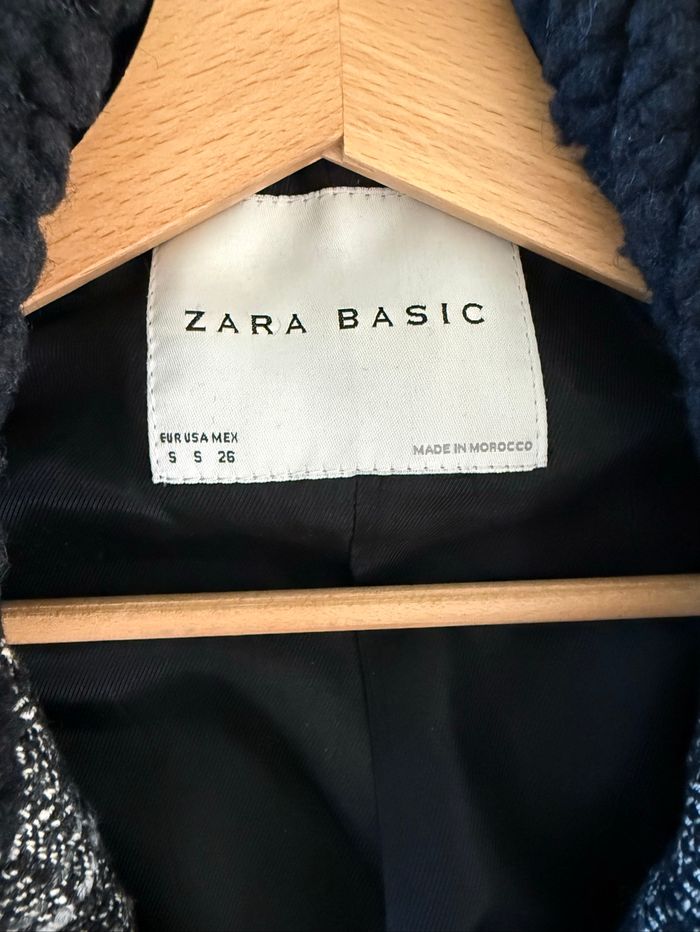 ZARA BASIC
EUR USA MEX
S S 26
MADE IN MOROCCO